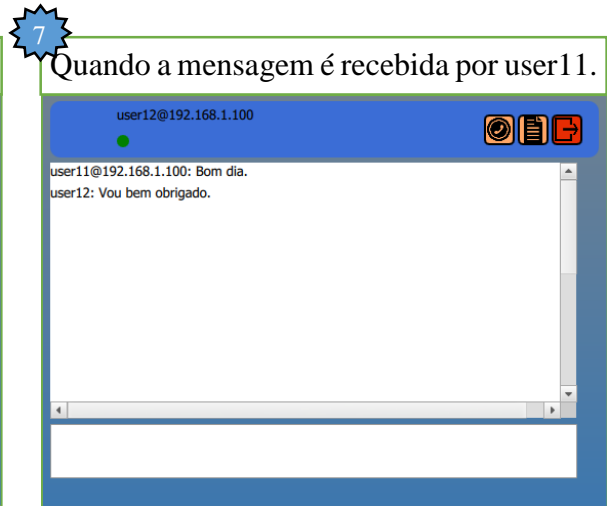 7
Quando a mensagem é recebida por user11.
user12@192.168.1.100
user11@192.168.1.100: Bom dia.
user12: Vou bem obrigado.